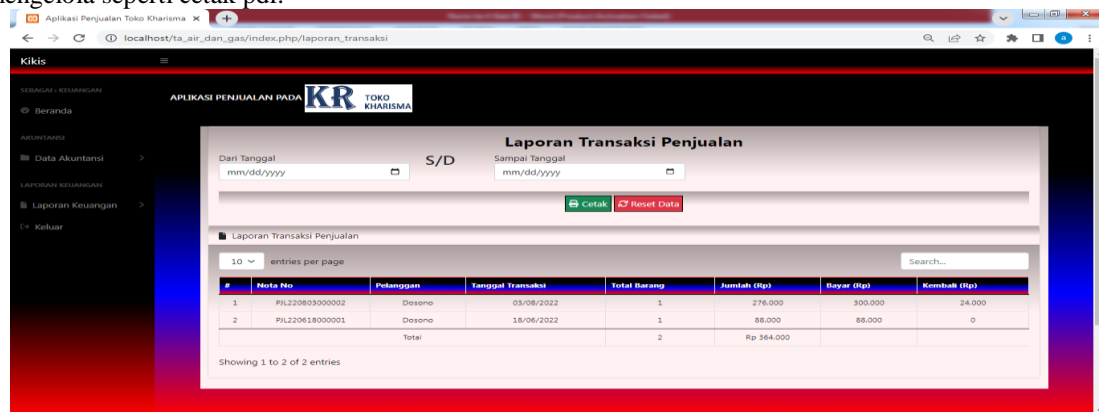 mengelola seperti cetak pdf.
Aplikasi Penjualan Toko Kharisma
localhost/ta_air_dan_gas/index.php/laporan_transaksi
Kikis
SEBAGAI : KEUANGAN
Beranda
AKUNTANSI
Data Akuntansi
LAPORAN KEUANGAN
Laporan Keuangan
Keluar
APLIKASI PENJUALAN PADA KR TOKO KHARISMA
Laporan Transaksi Penjualan
Dari Tanggal S/D Sampai Tanggal
mm/dd/yyyy mm/dd/yyyy
Cetak Reset Data
Laporan Transaksi Penjualan
10 entries per page Search...
# Nota No Pelanggan Tanggal Transaksi Total Barang Jumlah (Rp) Bayar (Rp) Kembali (Rp)
1 PJL220803000002 Dosono 03/08/2022 1 276.000 300.000 24.000
2 PJL220618000001 Dosono 18/06/2022 1 88.000 88.000 0
Total 2 Rp 364.000
Showing 1 to 2 of 2 entries